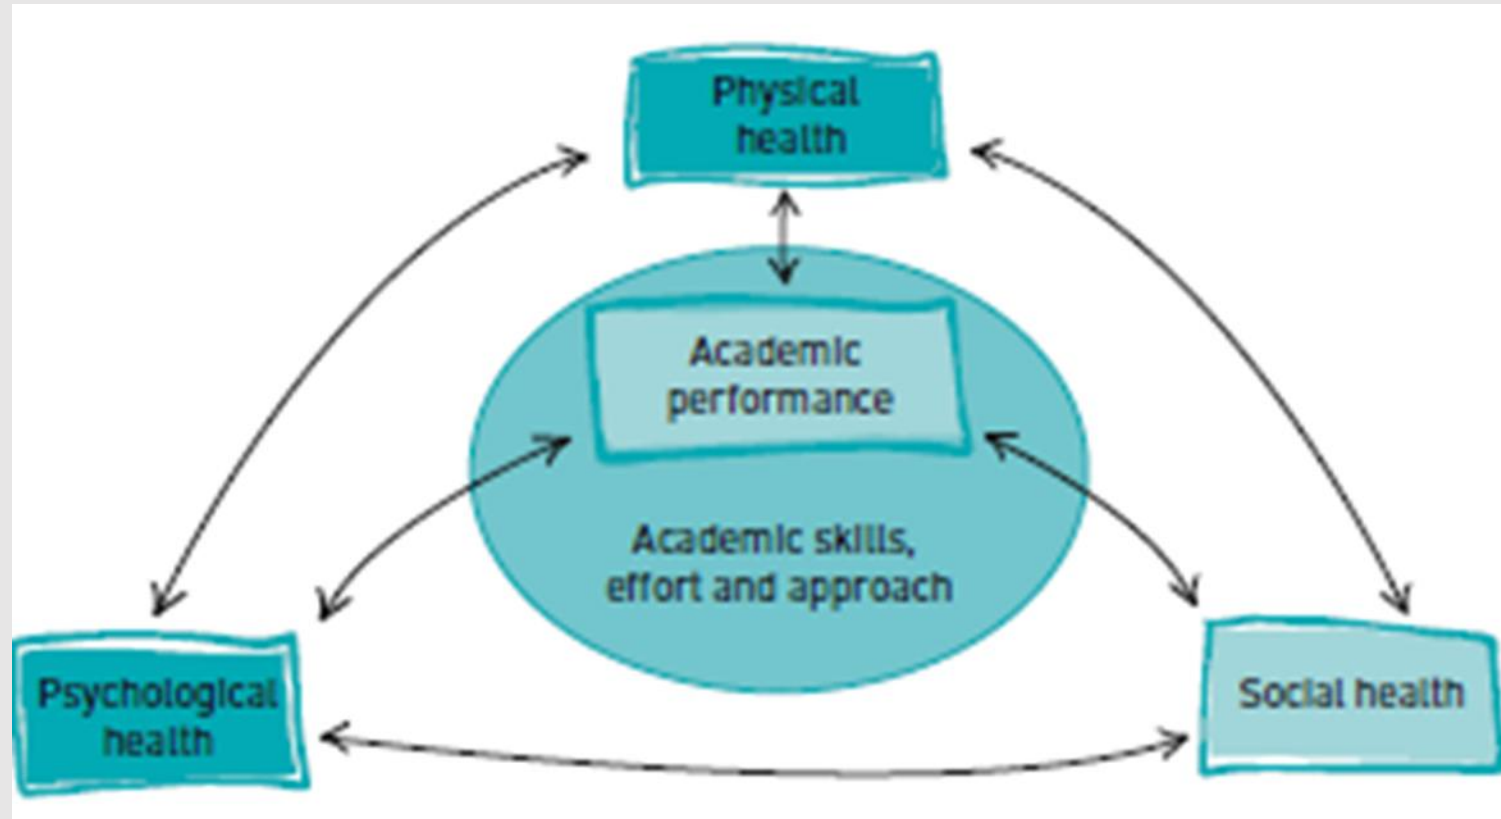 Physical
health
Academic
performance
Academic skills,
effort and approach
Psychological
health
Social health